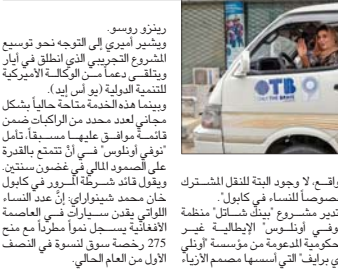 رينزو روسو.
ويشير أميري إلى التوجه نحو توسيع
المشروع التجريبي الذي انطلق في أيار
ويتلقى دعماً من الوكالة الأميركية
للتنمية الدولية (يو أس إيد).
وبينما هذه الخدمة متاحة حالياً بشكل
مجاني لعدد محدد من الراكبات ضمن
قائمة موافق عليها مسبقاً، تأمل
"نوفي أونلوس" في أنْ تتمتع بالقدرة
على الصمود المالي في غضون سنتين.
ويقول قائد شرطة المرور في كابول
خان محمد شينواراي: إنَّ عدد النساء
اللواتي يقدن سيارات في العاصمة
الأفغانية يسجل نمواً مطرداً مع منح
275 رخصة سوق لنسوة في النصف
الأول من العام الحالي.
OTB
ONLY THE BRAVE
واقع، لا وجود البتة للنقل المشترك
خصوصاً للنساء في كابول".
تدير مشروع "بينك شاتل" منظمة
وفي أونلوس" الإيطالية غير
حكومية المدعومة من مؤسسة "أونلي
ي برايف" التي أسسها مصمم الأزياء